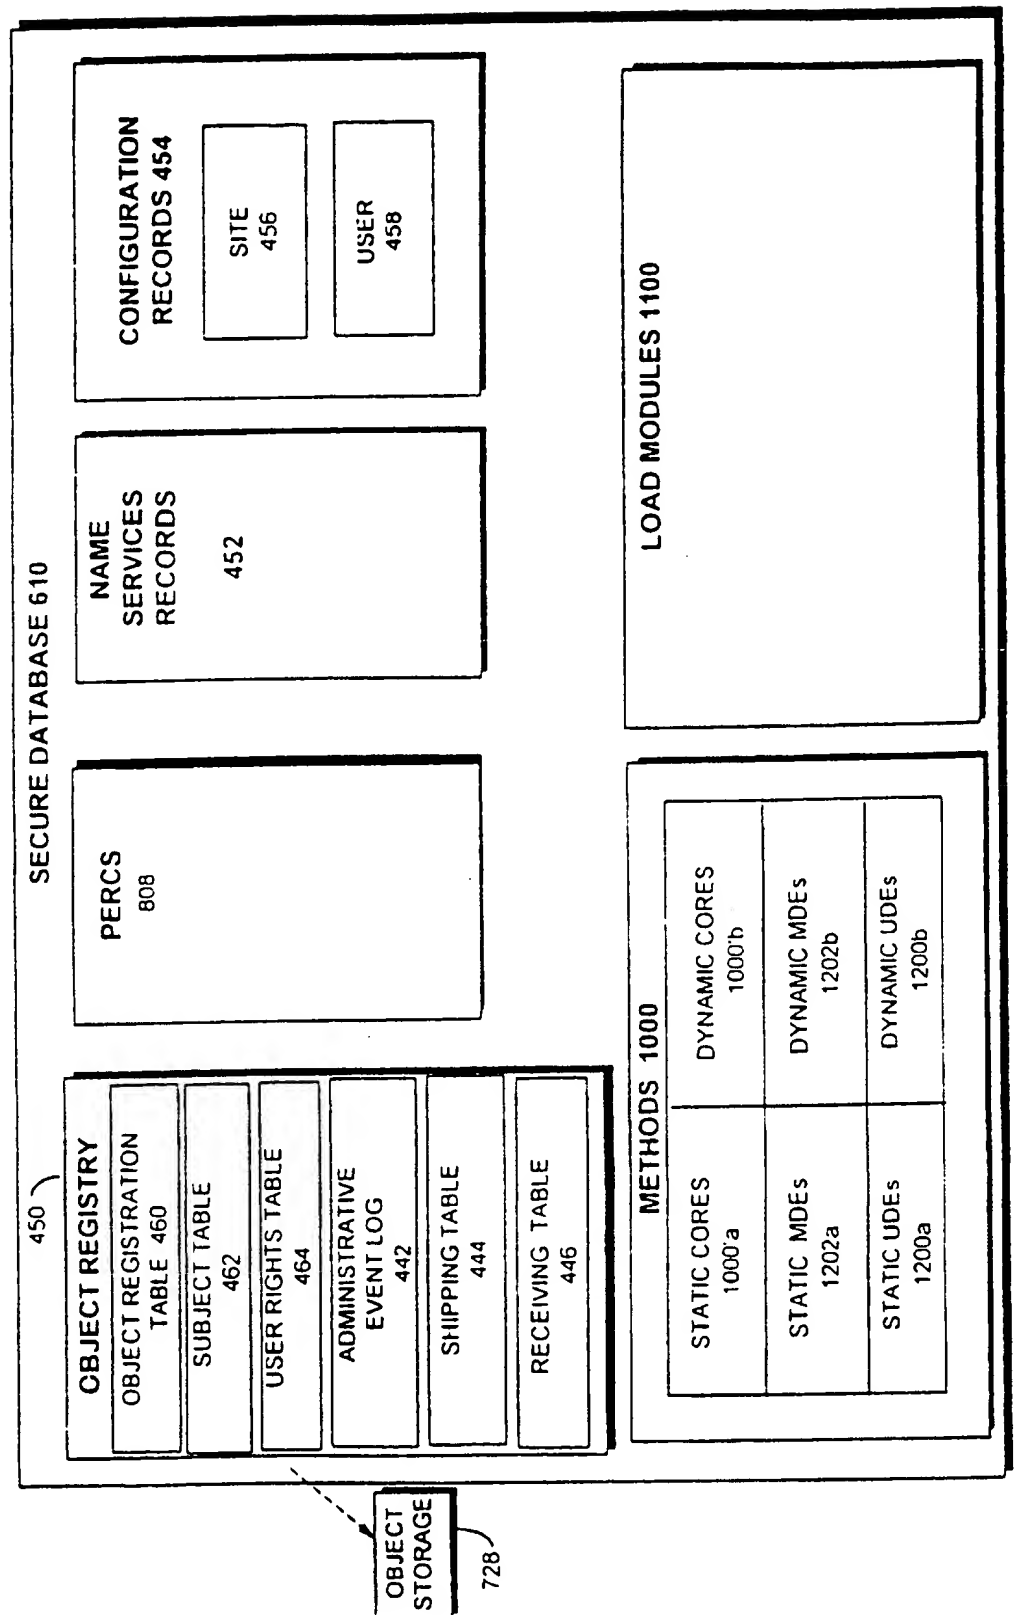 SECURE DATABASE 610
450
OBJECT REGISTRY
OBJECT REGISTRATION
TABLE 460
SUBJECT TABLE
462
USER RIGHTS TABLE
464
ADMINISTRATIVE
EVENT LOG
442
SHIPPING TABLE
444
RECEIVING TABLE
446
OBJECT
STORAGE
728
PERCS
808
NAME
SERVICES
RECORDS
452
CONFIGURATION
RECORDS 454
SITE
456
USER
458
METHODS 1000
STATIC CORES
1000'a
DYNAMIC CORES
1000'b
STATIC MDEs
1202a
DYNAMIC MDEs
1202b
STATIC UDEs
1200a
DYNAMIC UDEs
1200b
LOAD MODULES 1100